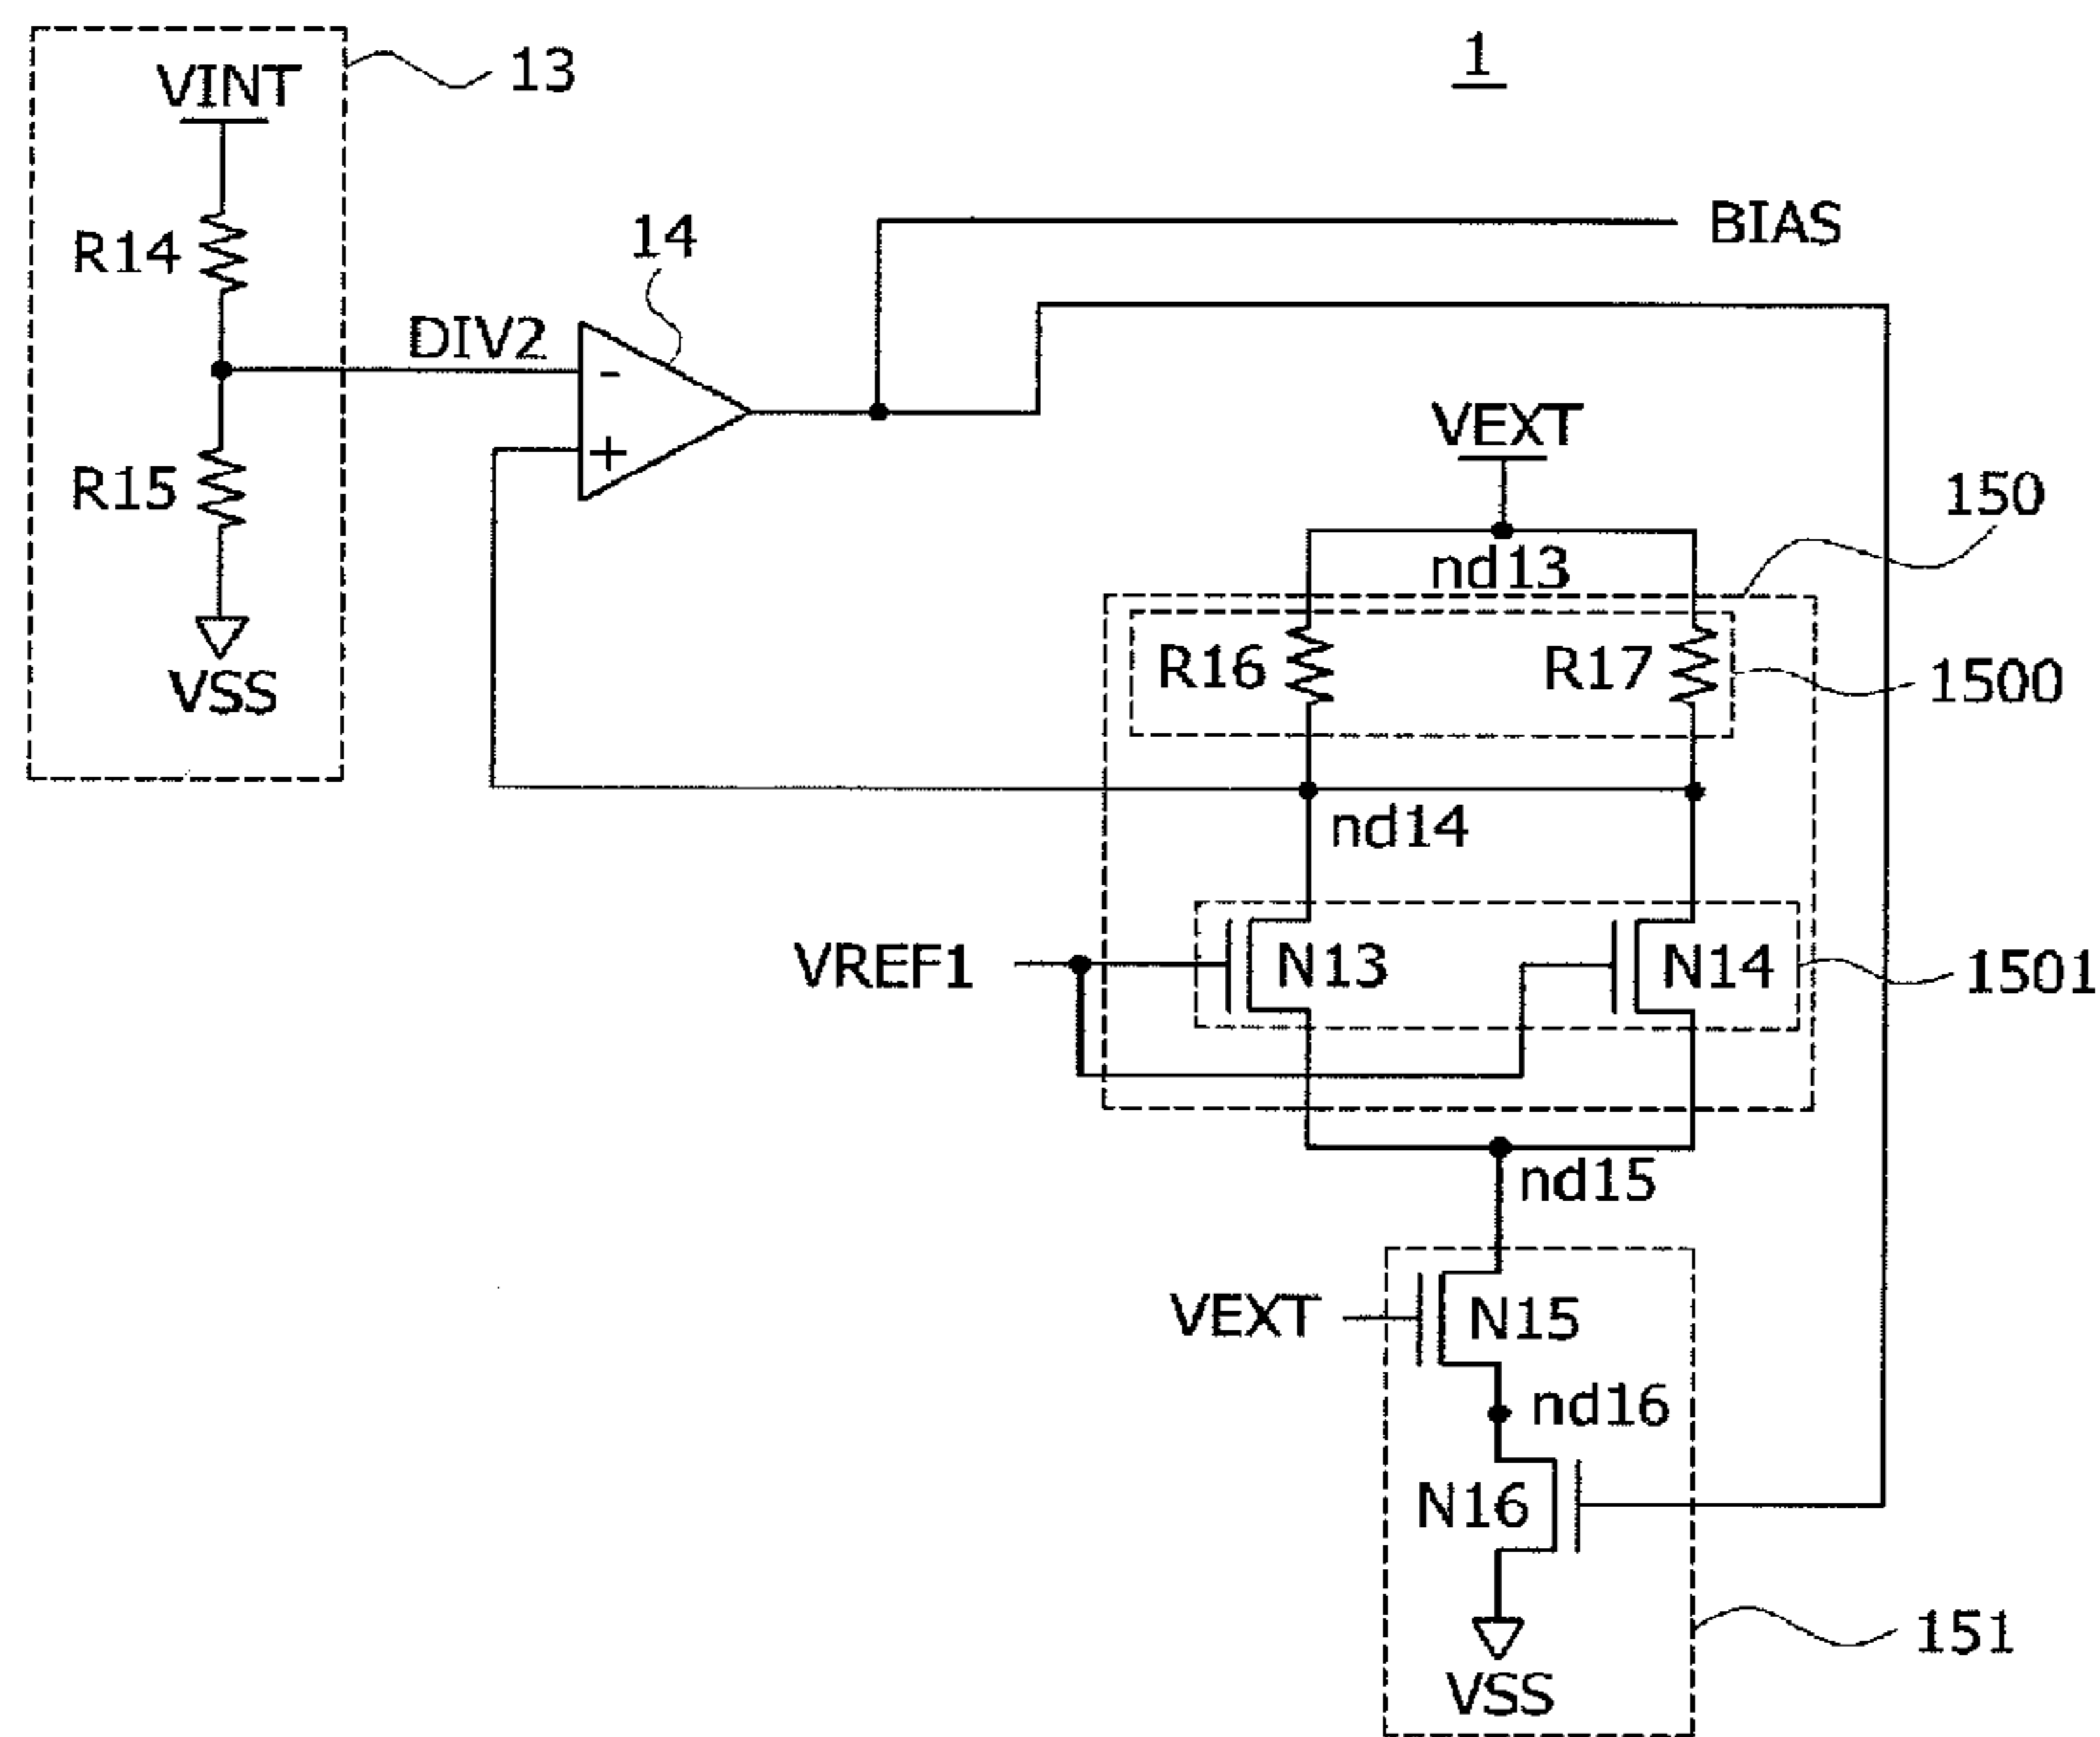 1
13
VINT
R14
14
BIAS
DIV2
-
+
R15
VSS
VEXT
150
nd13
R16
R17
1500
nd14
VREF1
N13
N14
1501
nd15
VEXT
N15
nd16
N16
151
VSS